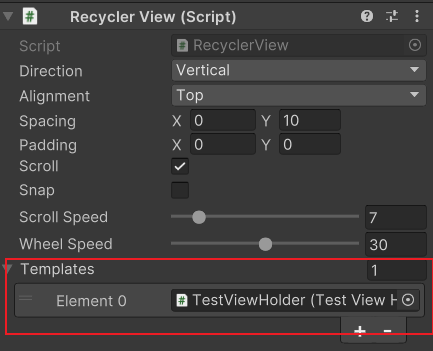 Recycler View (Script)
Script RecyclerView
Direction Vertical
Alignment Top
Spacing X 0 Y 10
Padding X 0 Y 0
Scroll
Snap
Scroll Speed 7
Wheel Speed 30
Templates 1
Element 0 TestViewHolder (Test View H